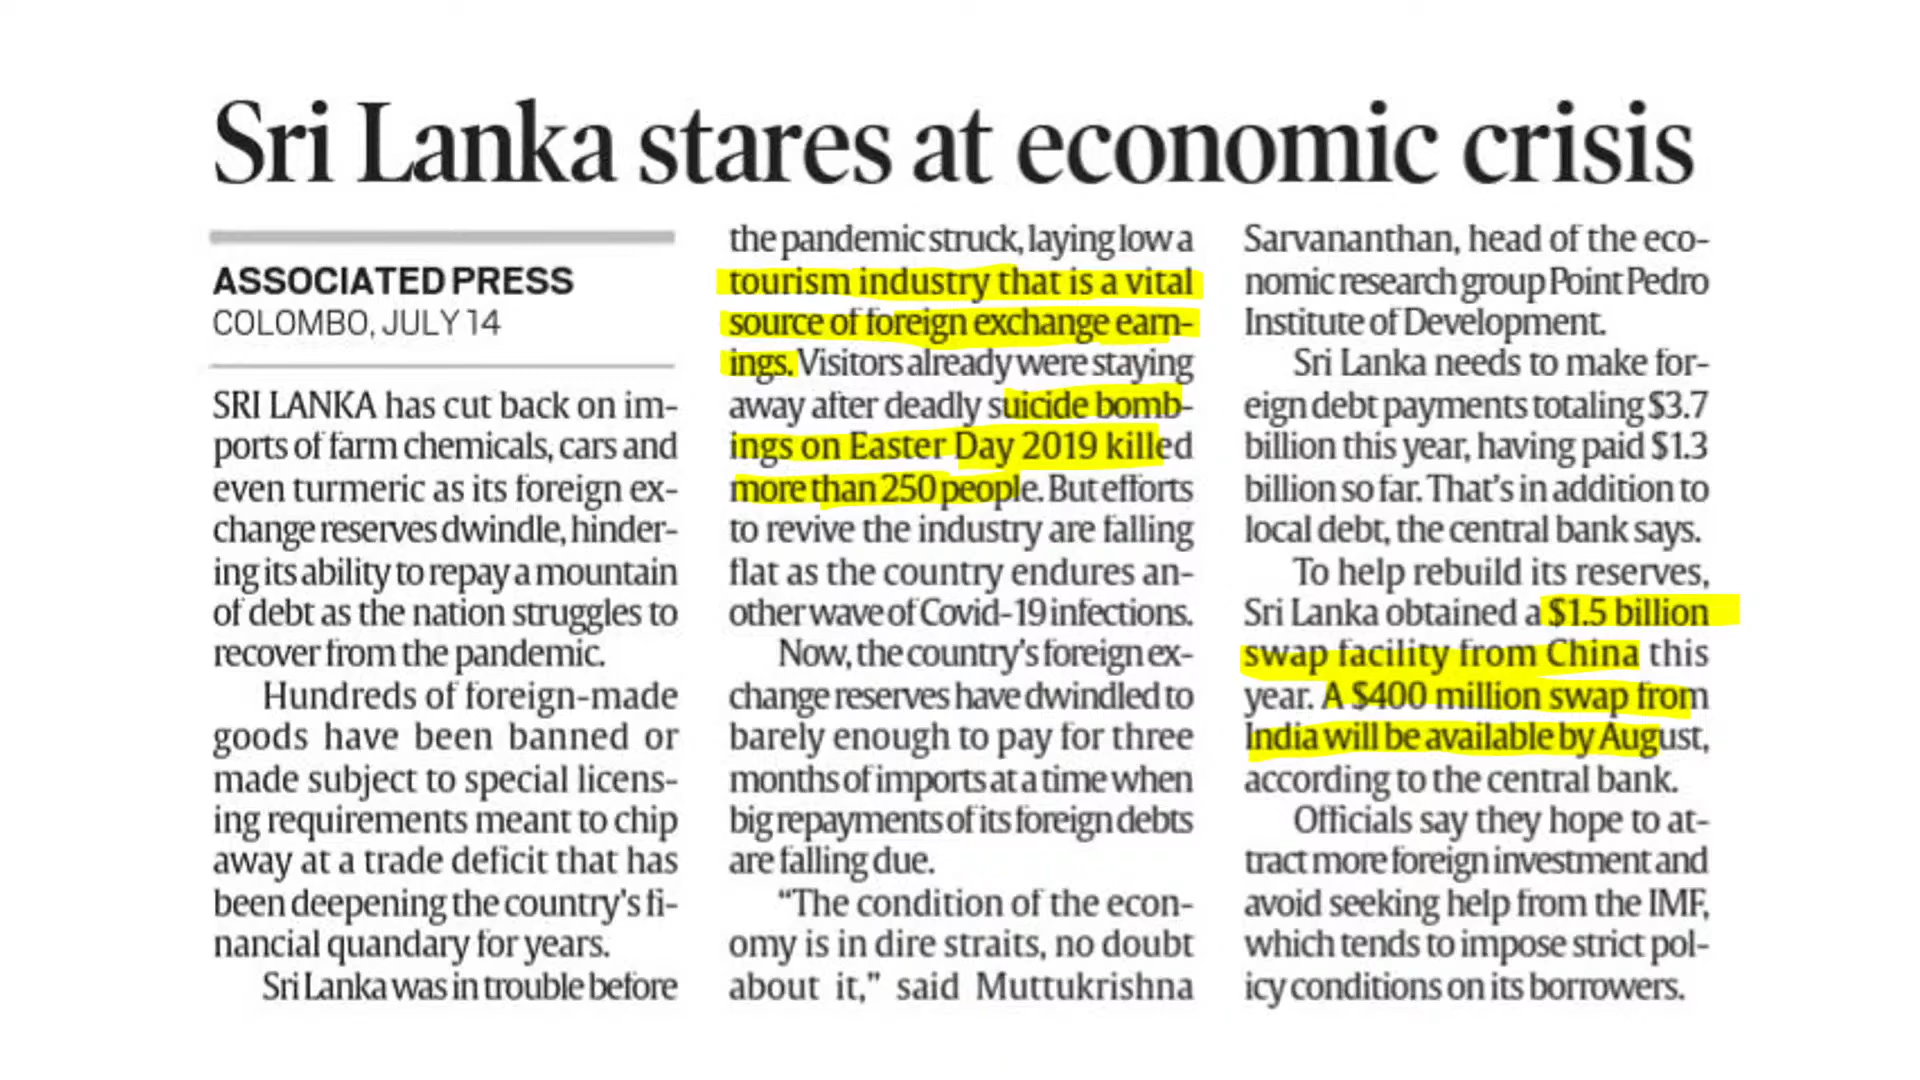 Sri Lanka stares at economic crisis
ASSOCIATED PRESS
COLOMBO, JULY 14
SRI LANKA has cut back on im-
ports of farm chemicals, cars and
even turmeric as its foreign ex-
change reserves dwindle, hinder-
ing its ability to repay a mountain
of debt as the nation struggles to
recover from the pandemic.
Hundreds of foreign-made
goods have been banned or
made subject to special licens-
ing requirements meant to chip
away at a trade deficit that has
been deepening the country's fi-
nancial quandary for years.
Sri Lanka was in trouble before
the pandemic struck, laying low a
tourism industry that is a vital
source of foreign exchange earn-
ings. Visitors already were staying
away after deadly suicide bomb-
ings on Easter Day 2019 killed
more than 250 people. But efforts
to revive the industry are falling
flat as the country endures an-
other wave of Covid-19 infections.
Now, the country's foreign ex-
change reserves have dwindled to
barely enough to pay for three
months of imports at a time when
big repayments of its foreign debts
are falling due.
“The condition of the econ-
omy is in dire straits, no doubt
about it,” said Muttukrishna
Sarvananthan, head of the eco-
nomic research group Point Pedro
Institute of Development.
Sri Lanka needs to make for-
eign debt payments totaling $3.7
billion this year, having paid $1.3
billion so far. That's in addition to
local debt, the central bank says.
To help rebuild its reserves,
Sri Lanka obtained a $1.5 billion
swap facility from China this
year. A $400 million swap from
India will be available by August,
according to the central bank.
Officials say they hope to at-
tract more foreign investment and
avoid seeking help from the IMF,
which tends to impose strict pol-
icy conditions on its borrowers.